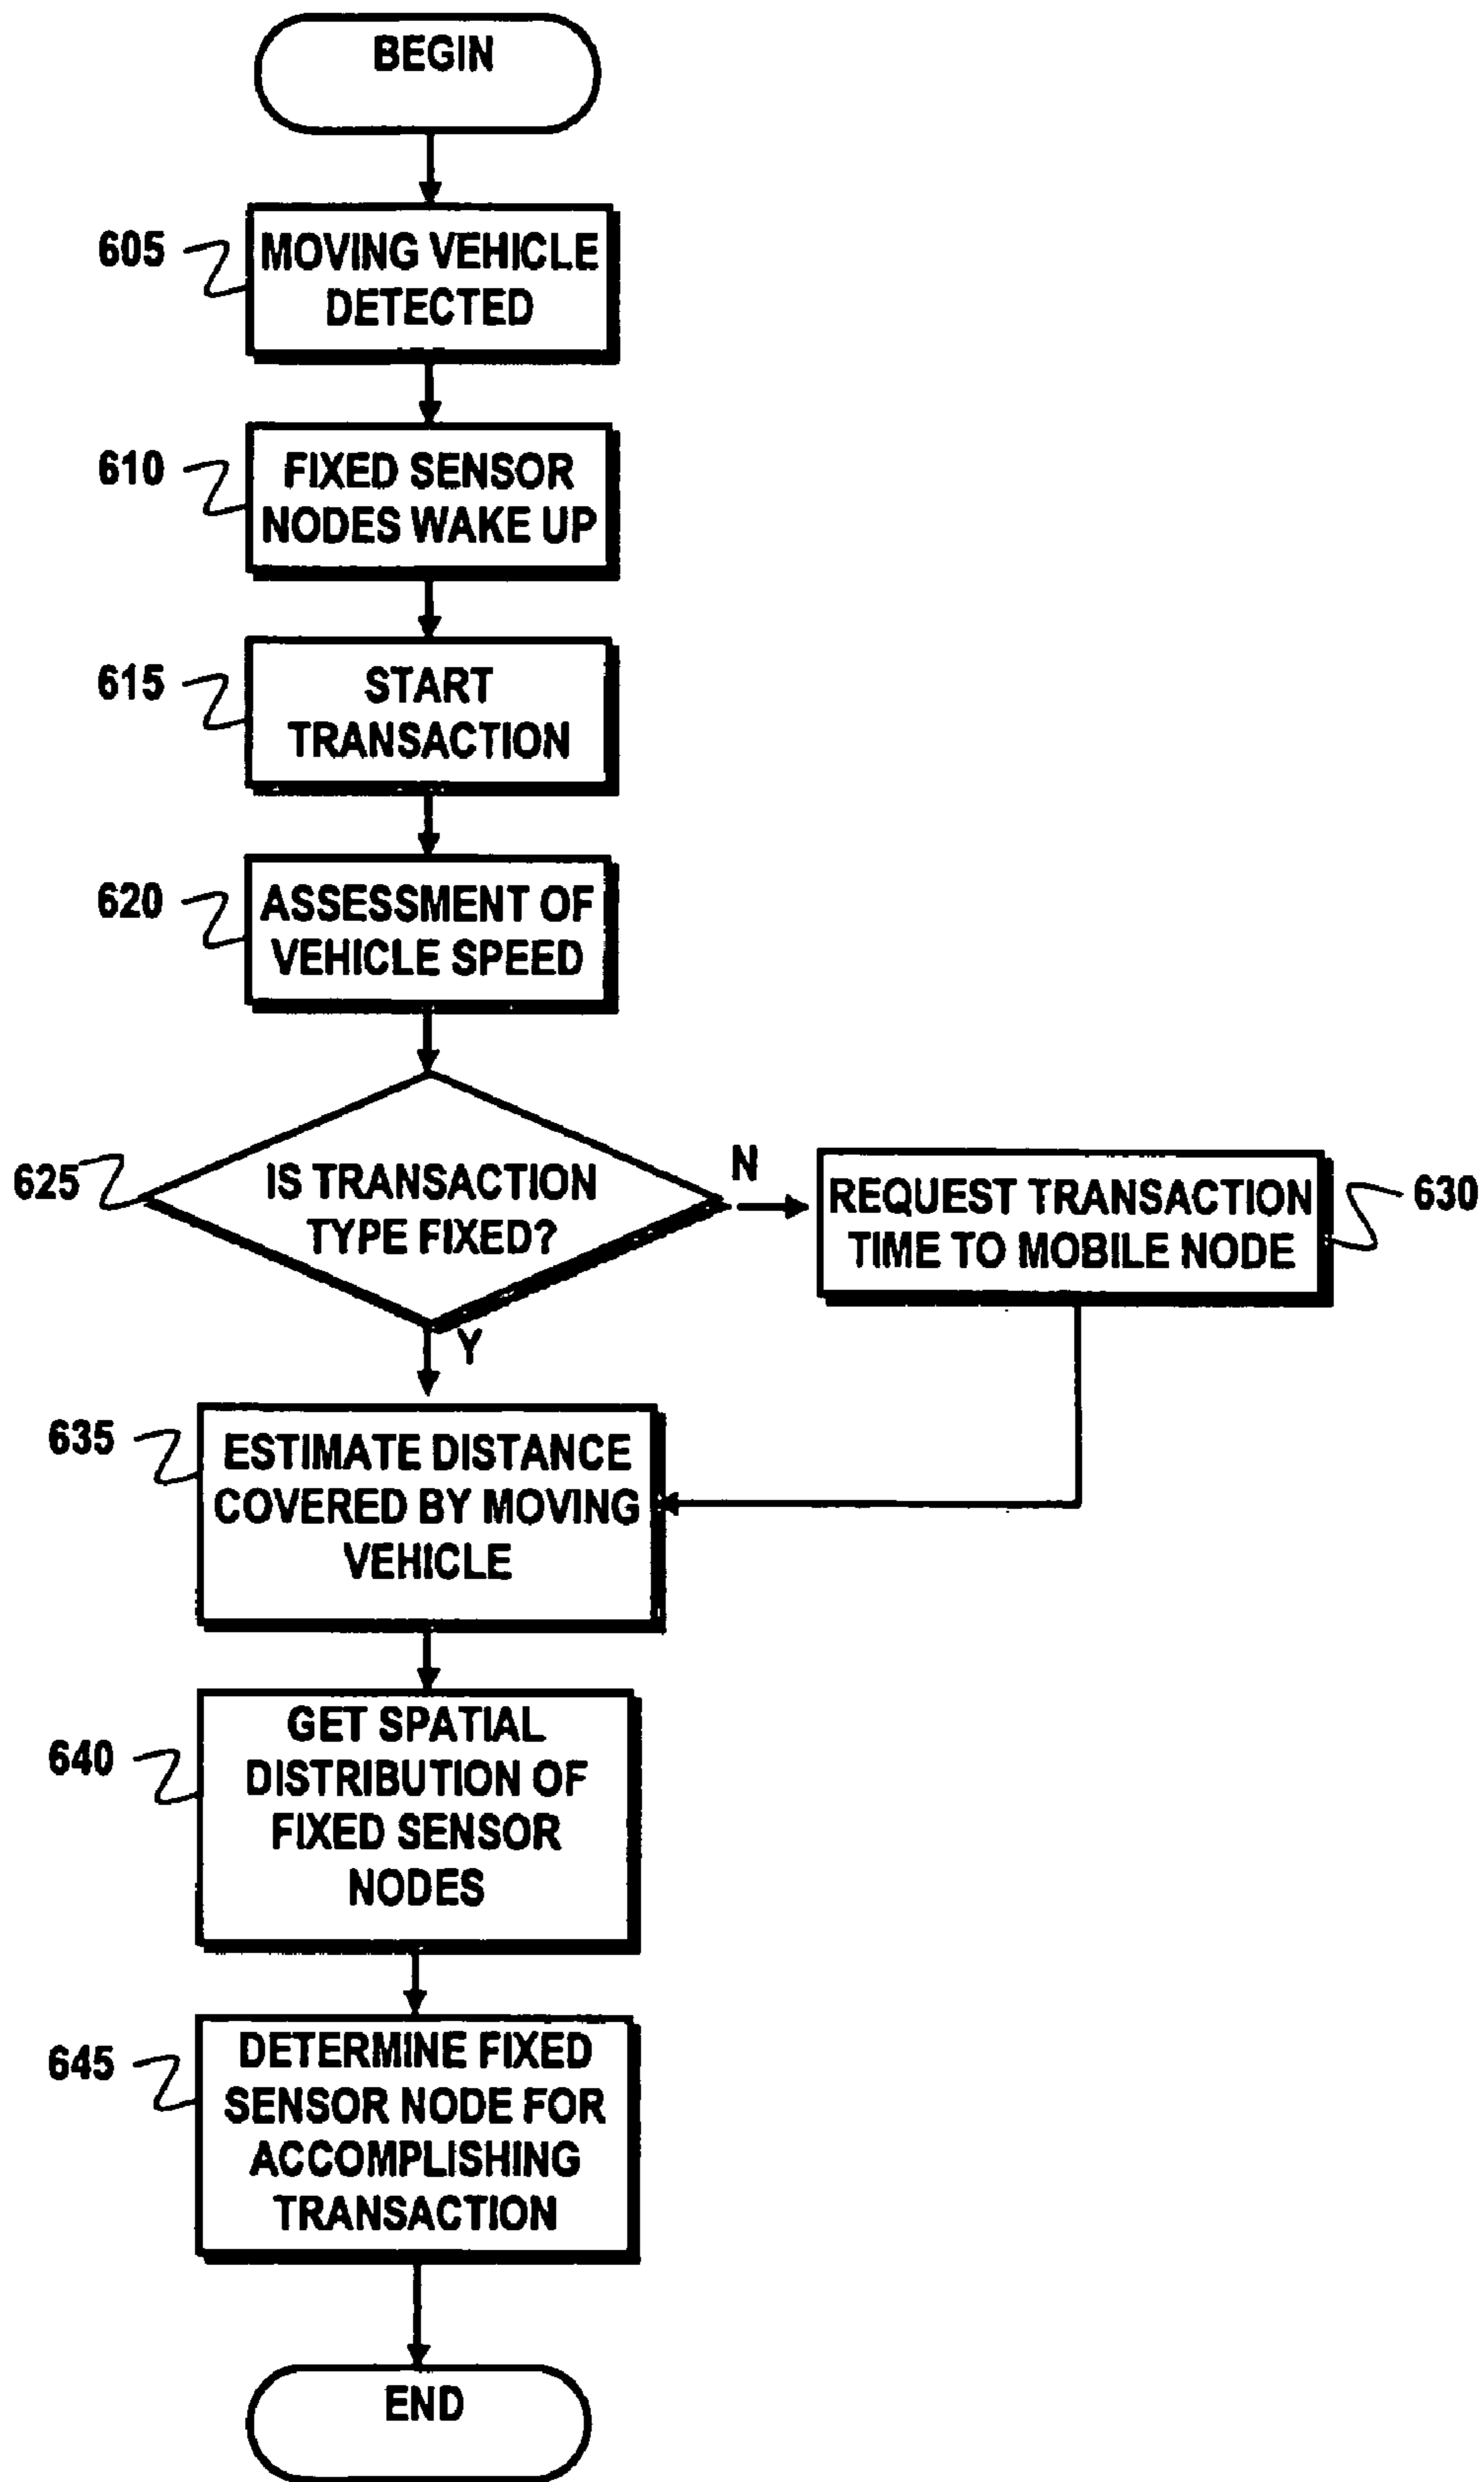 BEGIN
605
MOVING VEHICLE
DETECTED
610
FIXED SENSOR
NODES WAKE UP
615
START
TRANSACTION
620
ASSESSMENT OF
VEHICLE SPEED
625
IS TRANSACTION
TYPE FIXED?
N
REQUEST TRANSACTION
TIME TO MOBILE NODE
630
Y
635
ESTIMATE DISTANCE
COVERED BY MOVING
VEHICLE
640
GET SPATIAL
DISTRIBUTION OF
FIXED SENSOR
NODES
645
DETERMINE FIXED
SENSOR NODE FOR
ACCOMPLISHING
TRANSACTION
END